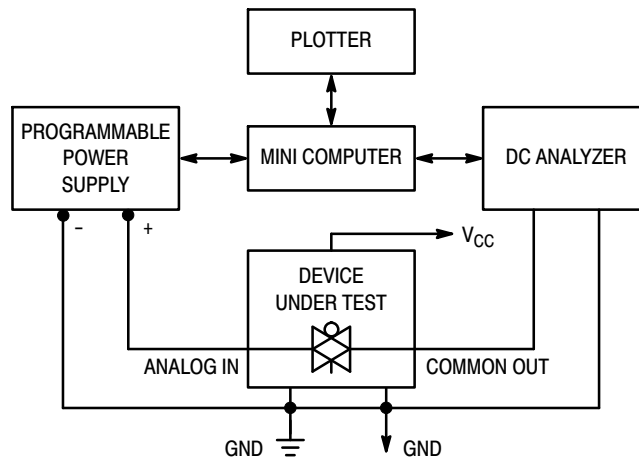 PLOTTER
PROGRAMMABLE
POWER
SUPPLY
MINI COMPUTER
DC ANALYZER
–
+
VCC
DEVICE
UNDER TEST
ANALOG IN
COMMON OUT
GND
GND